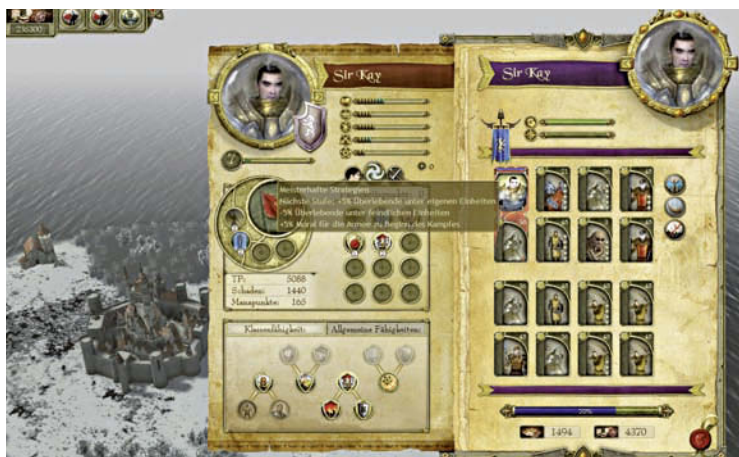 236300
Sir Kay
Sir Kay
Meisterhafte Strategien
Nächste Stufe: +5% Überlebende unter eigenen Einheiten
-5% Überlebende unter feindlichen Einheiten
+5% Moral für die Armee zu Beginn des Kampfes
TP: 5088
Schaden: 1440
Manapunkte: 165
Klassenfähigkeit:
Allgemeine Fähigkeiten:
20%
1494
4370